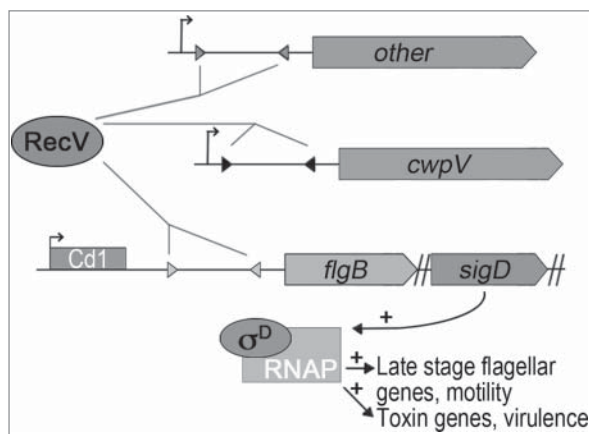 other
RecV
cwpV
Cd1
flgB
sigD
+
σD
RNAP
+
Late stage flagellar
+
genes, motility
Toxin genes, virulence